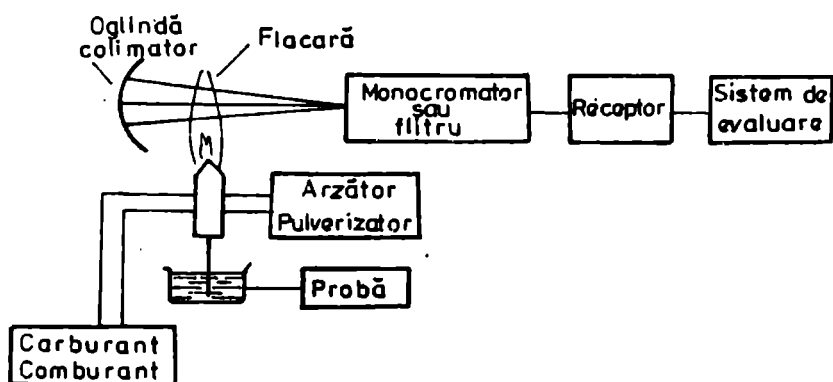 Oglindă
colimator
Flacară
Monocromator
sau
filtru
Receptor
Sistem de
evaluare
Arzător
Pulverizator
Probă
Carburant
Comburant